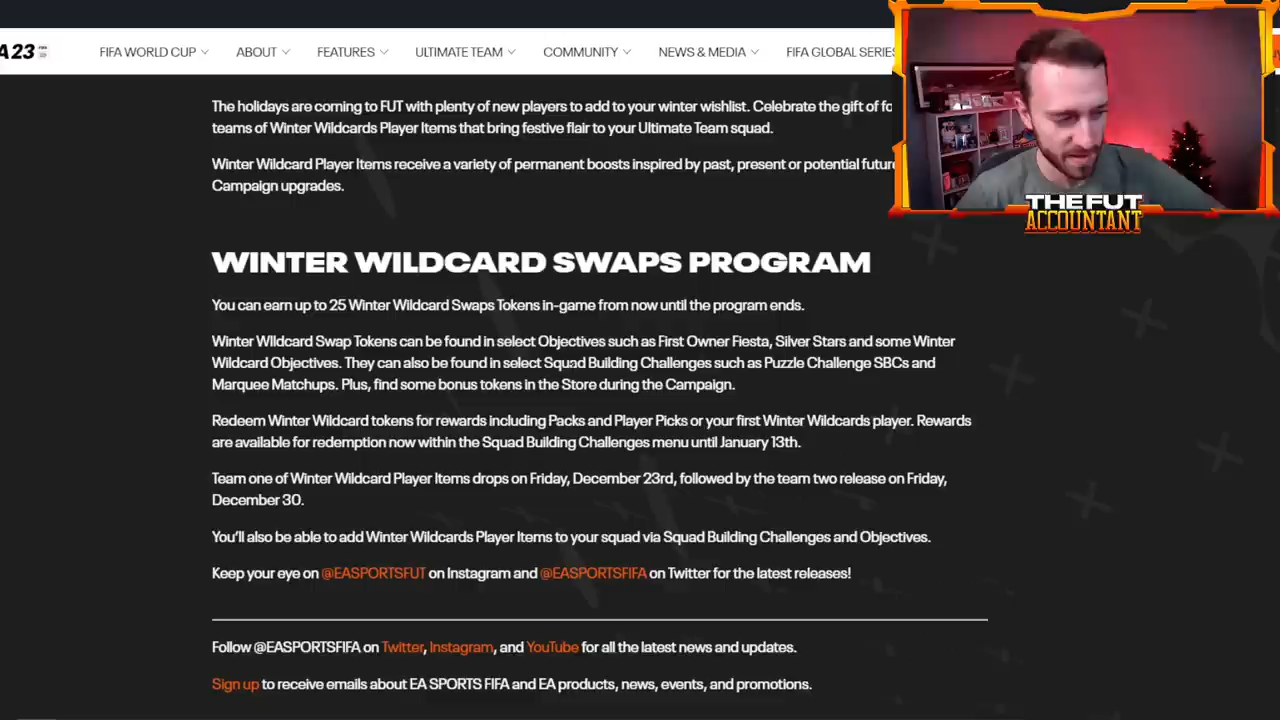 A 23
FIFA WORLD CUP
ABOUT
FEATURES
ULTIMATE TEAM
COMMUNITY
NEWS & MEDIA
FIFA GLOBAL SERIES
The holidays are coming to FUT with plenty of new players to add to your winter wishlist. Celebrate the gift of fo
teams of Winter Wildcards Player Items that bring festive flair to your Ultimate Team squad.
Winter Wildcard Player Items receive a variety of permanent boosts inspired by past, present or potential future
Campaign upgrades.
THE FUT
ACCOUNTANT
WINTER WILDCARD SWAPS PROGRAM
You can earn up to 25 Winter Wildcard Swaps Tokens in-game from now until the program ends.
Winter WIldcard Swap Tokens can be found in select Objectives such as First Owner Fiesta, Silver Stars and some Winter
Wildcard Objectives. They can also be found in select Squad Building Challenges such as Puzzle Challenge SBCs and
Marquee Matchups. Plus, find some bonus tokens in the Store during the Campaign.
Redeem Winter Wildcard tokens for rewards including Packs and Player Picks or your first Winter Wildcards player. Rewards
are available for redemption now within the Squad Building Challenges menu until January 13th.
Team one of Winter Wildcard Player Items drops on Friday, December 23rd, followed by the team two release on Friday,
December 30.
You'll also be able to add Winter Wildcards Player Items to your squad via Squad Building Challenges and Objectives.
Keep your eye on @EASPORTSFUT on Instagram and @EASPORTSFIFA on Twitter for the latest releases!
Follow @EASPORTSFIFA on Twitter, Instagram, and YouTube for all the latest news and updates.
Sign up to receive emails about EA SPORTS FIFA and EA products, news, events, and promotions.